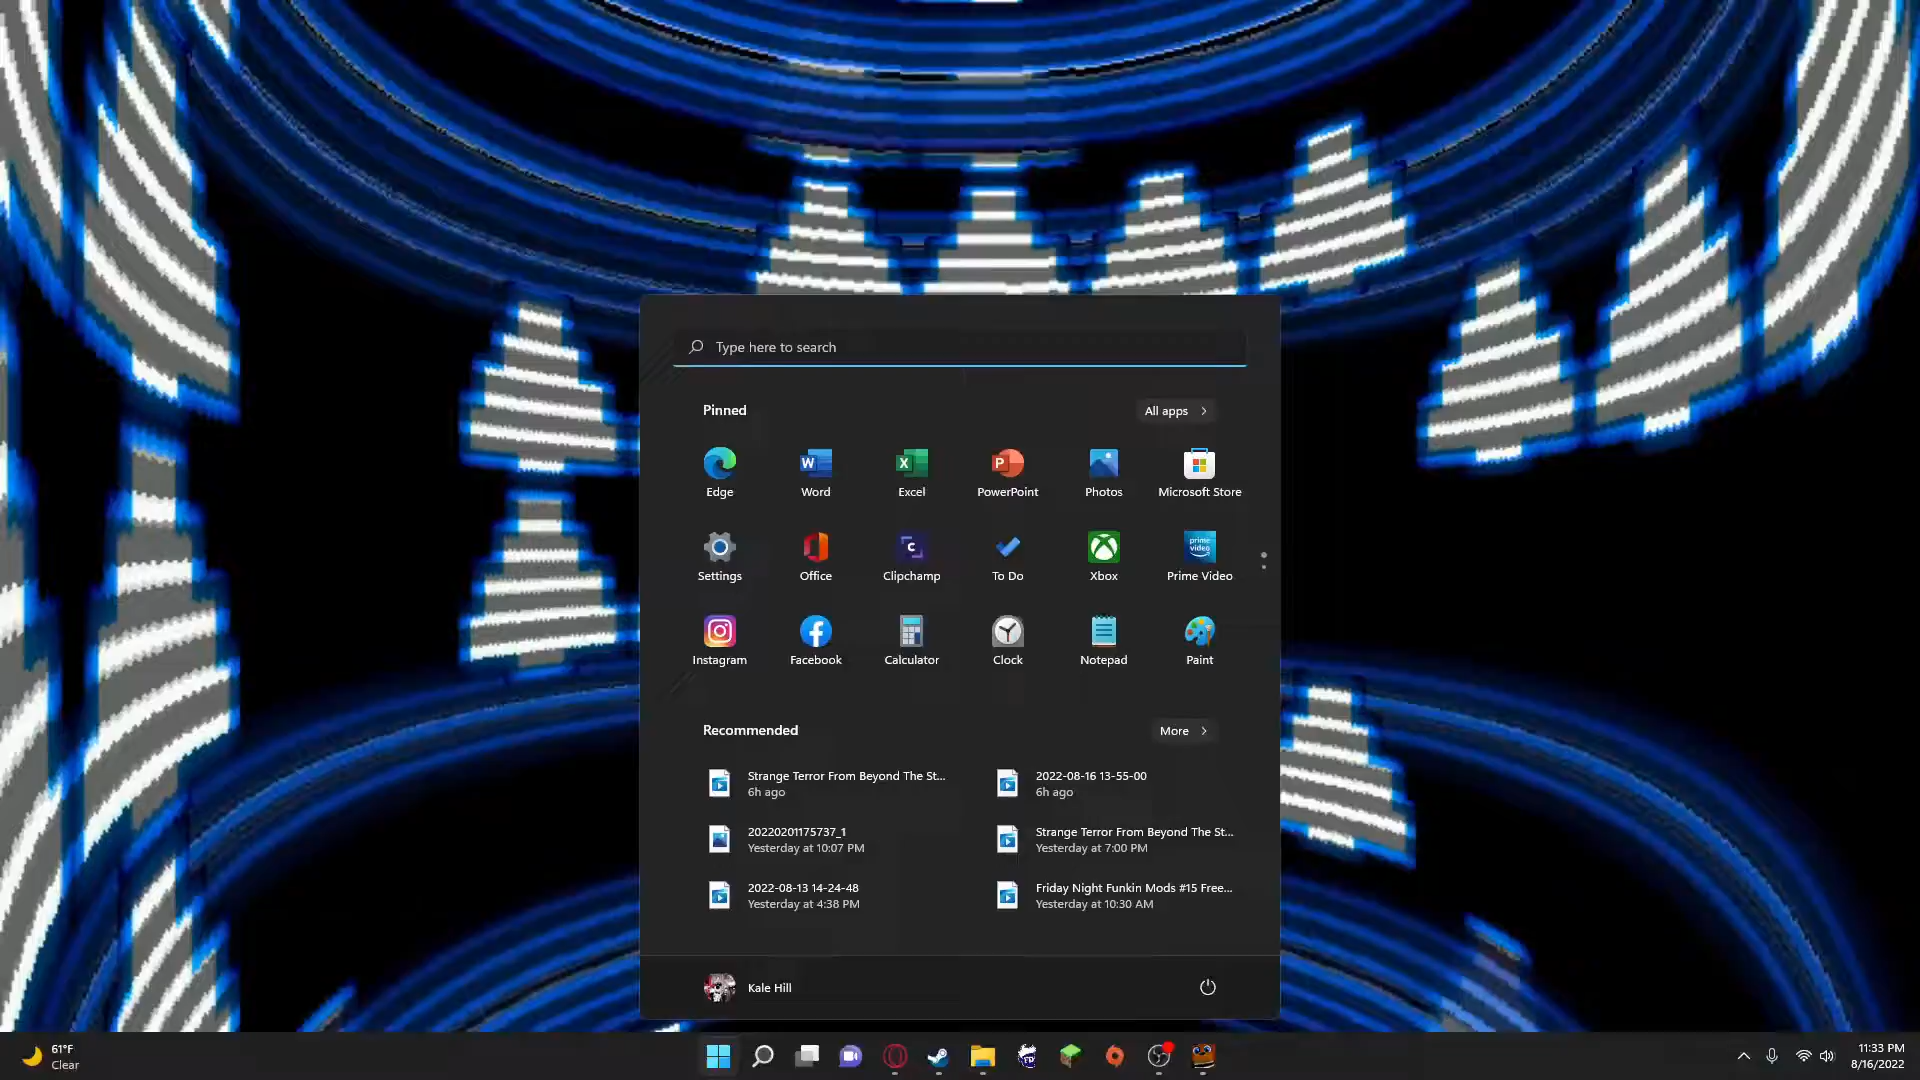 Type here to search
Pinned
All apps
Edge
Word
Excel
PowerPoint
Photos
Microsoft Store
Settings
Office
Clipchamp
To Do
Xbox
prime video
Prime Video
Instagram
Facebook
Calculator
Clock
Notepad
Paint
Recommended
More
Strange Terror From Beyond The St...
6h ago
2022-08-16 13-55-00
6h ago
20220201175737_1
Yesterday at 10:07 PM
Strange Terror From Beyond The St...
Yesterday at 7:00 PM
2022-08-13 14-24-48
Yesterday at 4:38 PM
Friday Night Funkin Mods #15 Free...
Yesterday at 10:30 AM
Kale Hill
61°F
Clear
11:33 PM
8/16/2022